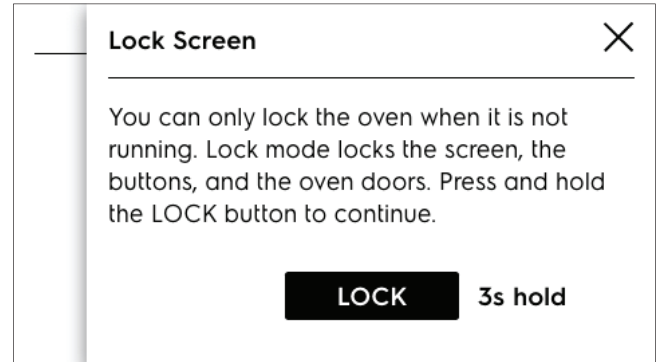 Lock Screen
You can only lock the oven when it is not
running. Lock mode locks the screen, the
buttons, and the oven doors. Press and hold
the LOCK button to continue.
LOCK 3s hold